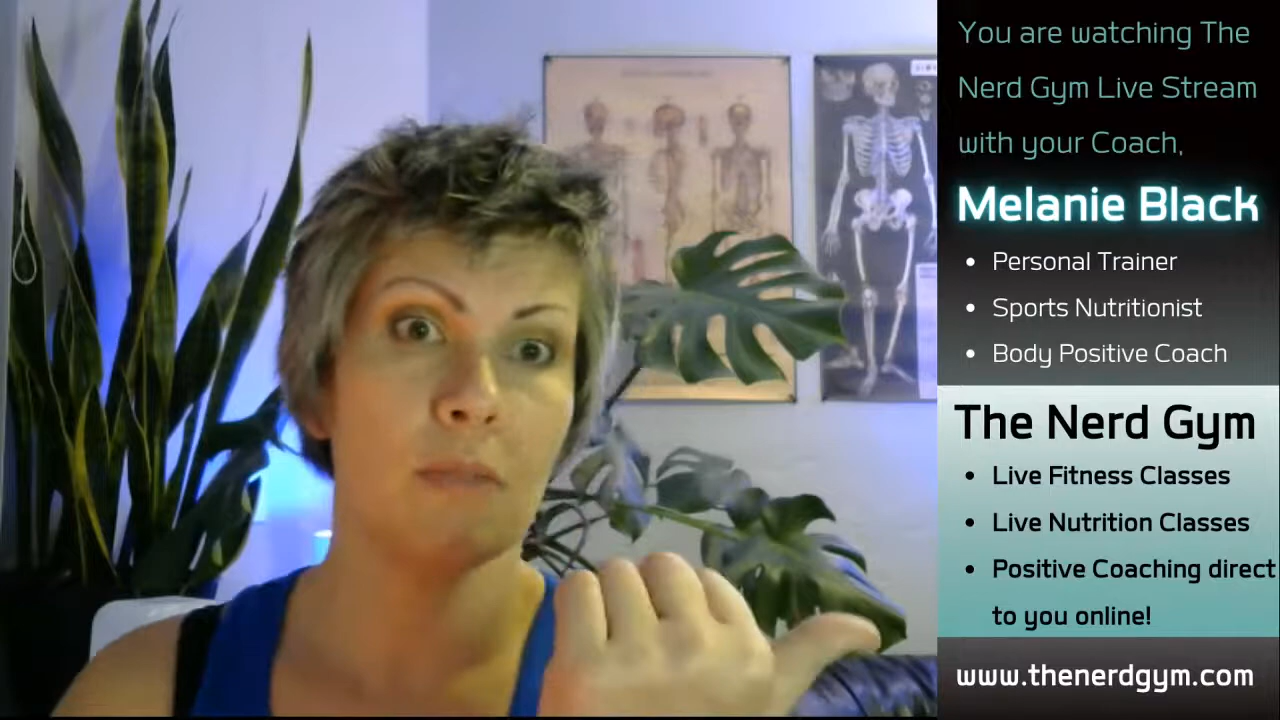 You are watching The
Nerd Gym Live Stream
with your Coach,
Melanie Black
• Personal Trainer
• Sports Nutritionist
• Body Positive Coach
The Nerd Gym
• Live Fitness Classes
• Live Nutrition Classes
• Positive Coaching direct
to you online!
www.thenerdgym.com